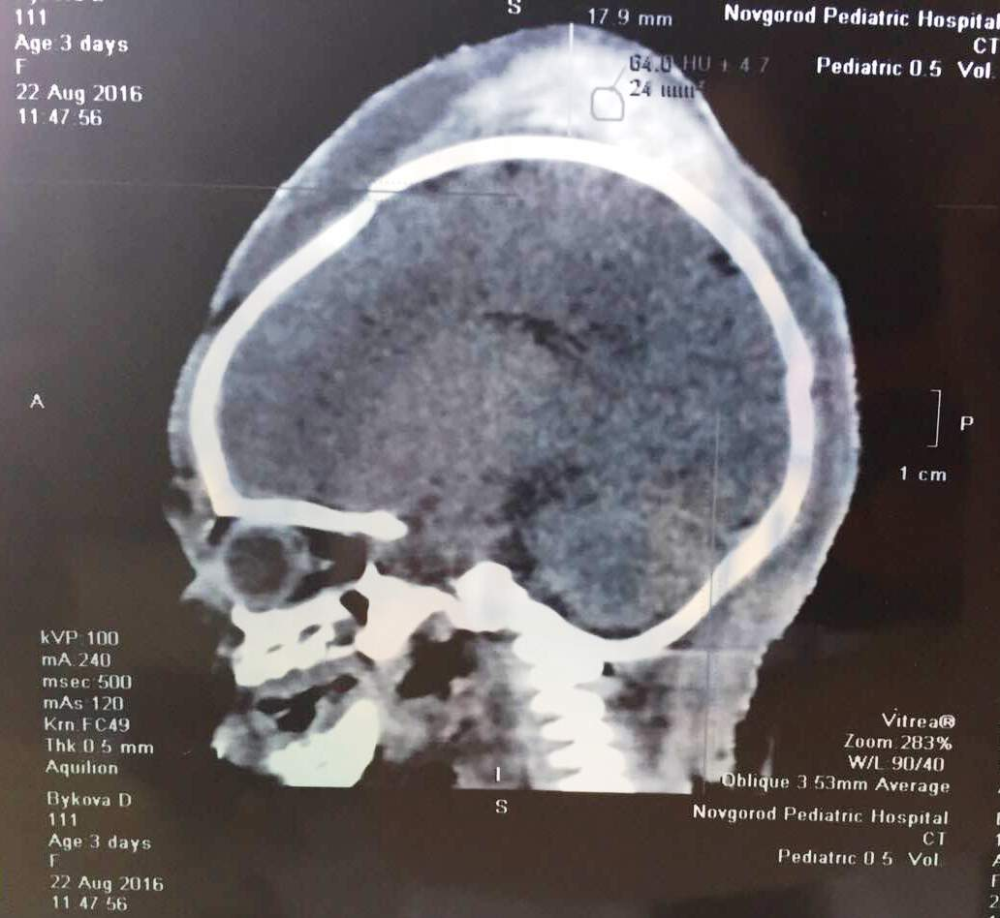 111
Age:3 days
F
22 Aug 2016
11:47:56
S
17.9 mm
64.0 HU ± 4.7
24 mm²
Novgorod Pediatric Hospital
CT
Pediatric 0.5 Vol.
A
P
1 cm
kVP:100
mA:240
msec:500
mAs:120
Krn:FC49
Thk:0.5 mm
Aquilion
Vitrea®
Zoom:283%
W/L:90/40
Oblique 3.53mm Average
I
S
Bykova D
111
Age:3 days
F
22 Aug 2016
11:47:56
Novgorod Pediatric Hospital
CT
Pediatric 0.5 Vol.